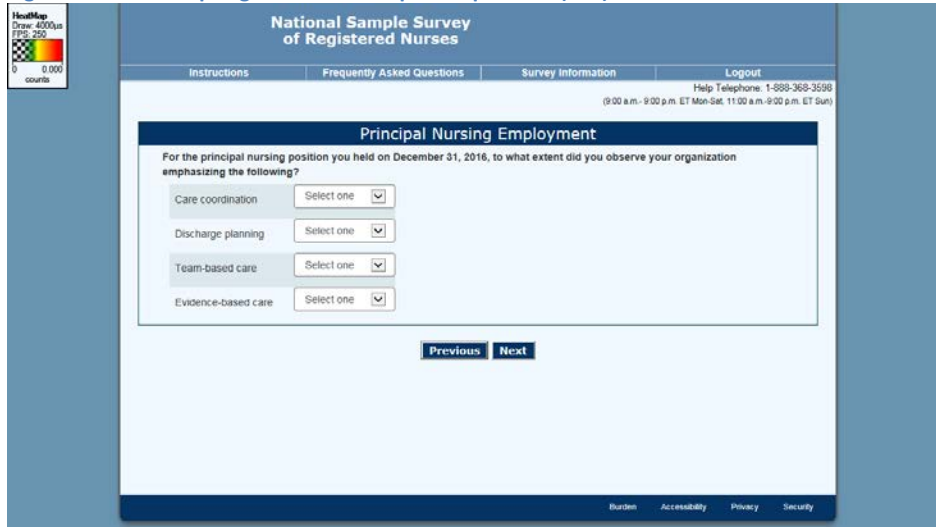 HeatMap
Draw: 4000µs
FPS: 250
0 0.000
counts
National Sample Survey
of Registered Nurses
Instructions Frequently Asked Questions Survey Information Logout
Help Telephone: 1-888-368-3598
(9:00 a.m.- 9:00 p.m. ET Mon-Sat, 11:00 a.m.-9:00 p.m. ET Sun)
Principal Nursing Employment
For the principal nursing position you held on December 31, 2016, to what extent did you observe your organization
emphasizing the following?
Care coordination Select one
Discharge planning Select one
Team-based care Select one
Evidence-based care Select one
Previous Next
Burden Accessibility Privacy Security